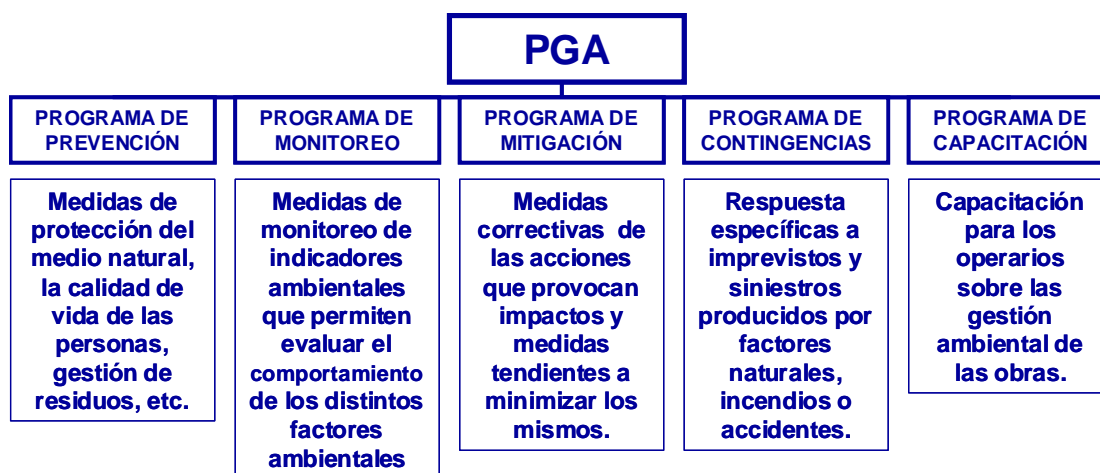 PGA
PROGRAMA DE
PREVENCIÓN
PROGRAMA DE
MONITOREO
PROGRAMA DE
MITIGACIÓN
PROGRAMA DE
CONTINGENCIAS
PROGRAMA DE
CAPACITACIÓN
Medidas de
protección del
medio natural,
la calidad de
vida de las
personas,
gestión de
residuos, etc.
Medidas de
monitoreo de
indicadores
ambientales
que permiten
evaluar el
comportamiento
de los distintos
factores
ambientales
Medidas
correctivas de
las acciones
que provocan
impactos y
medidas
tendientes a
minimizar los
mismos.
Respuesta
específicas a
imprevistos y
siniestros
producidos por
factores
naturales,
incendios o
accidentes.
Capacitación
para los
operarios
sobre las
gestión
ambiental de
las obras.